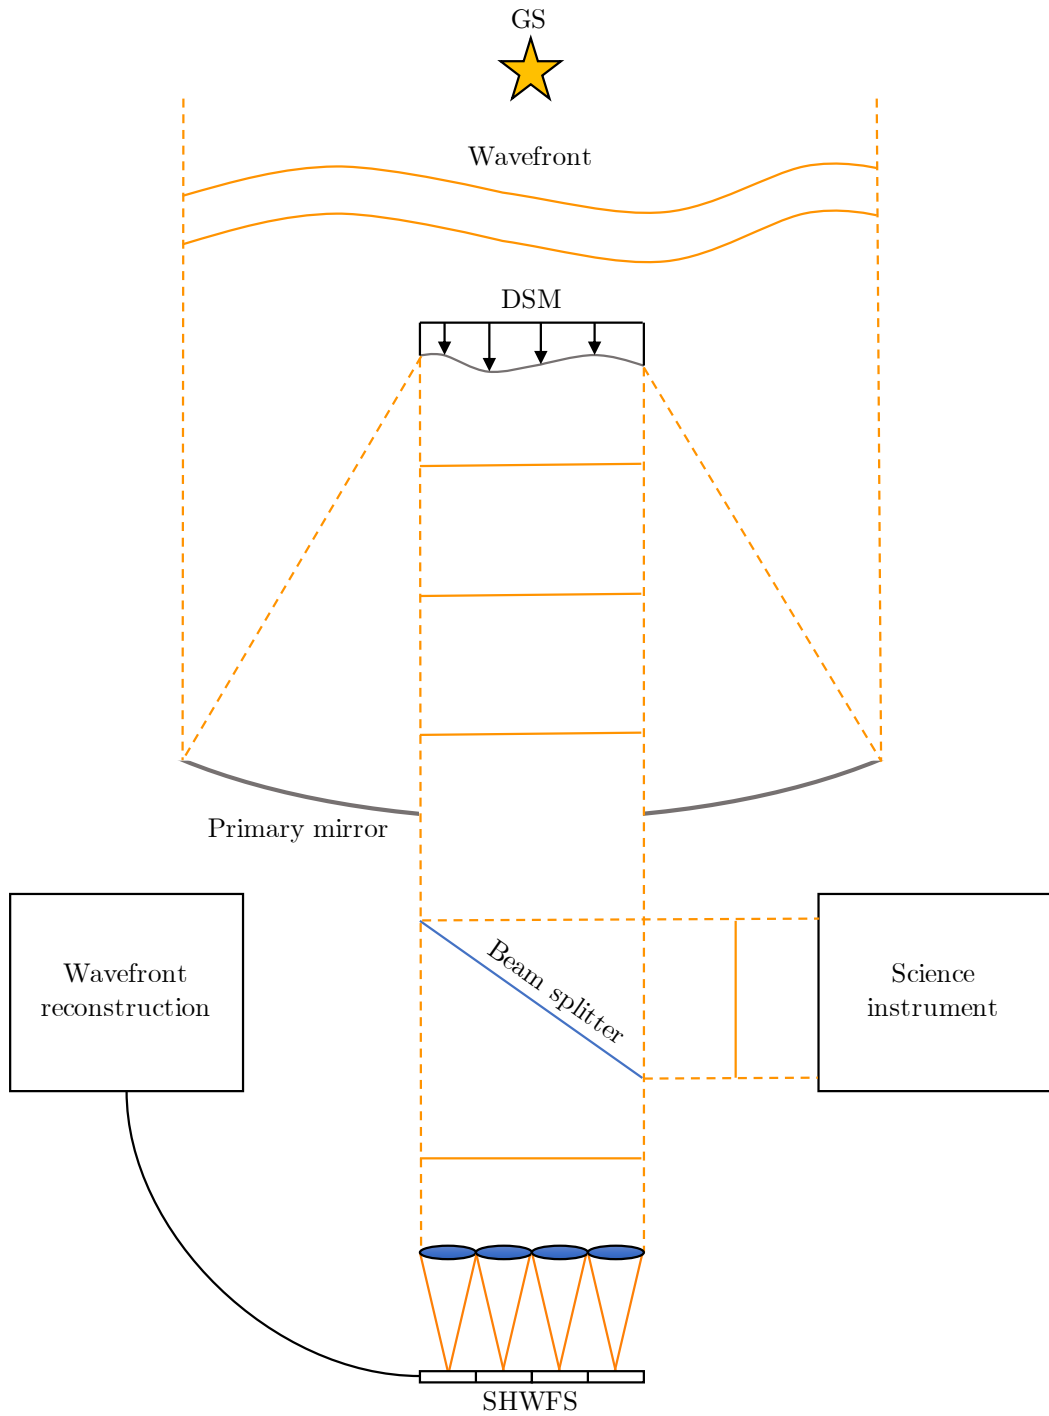 GS
Wavefront
DSM
Primary mirror
Beam splitter
Wavefront
reconstruction
Science
instrument
SHWFS